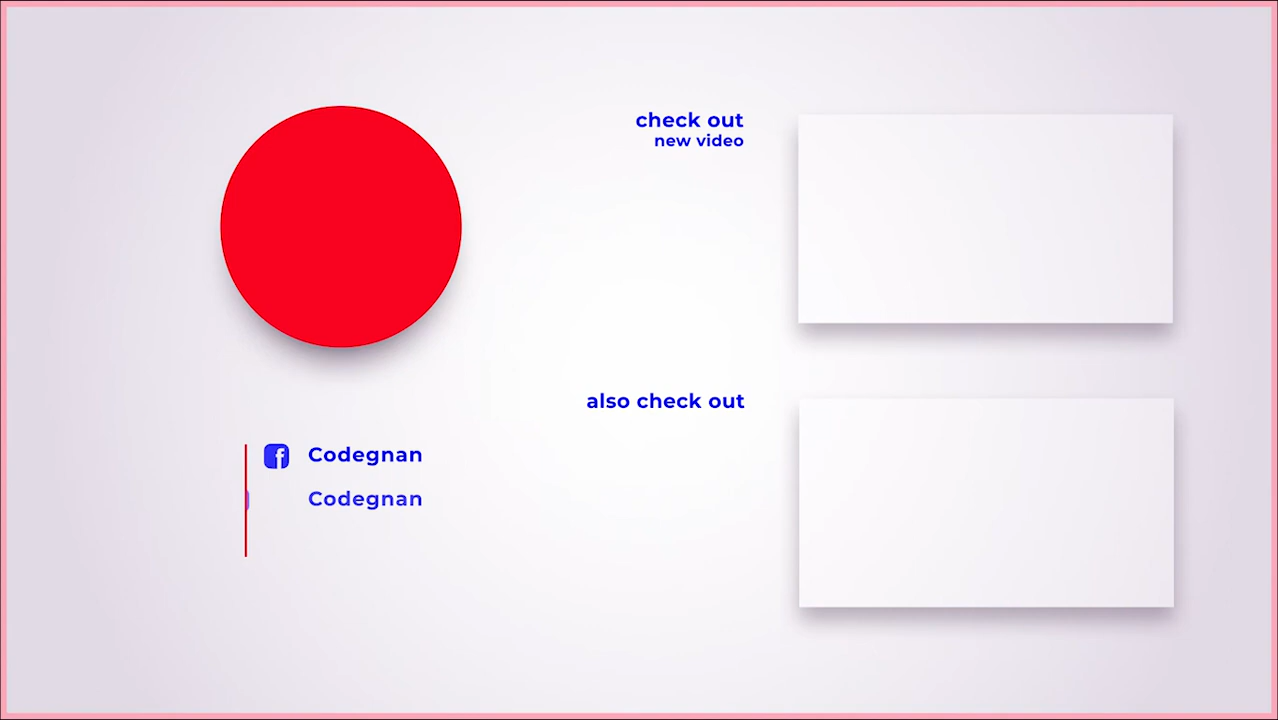 check out
new video
also check out
Codegnan
Codegnan